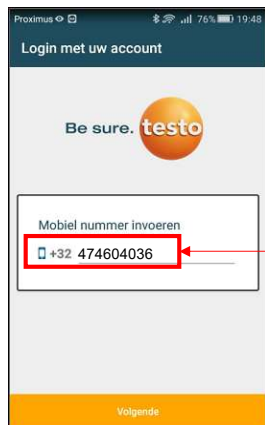 Proximus 76% 19:48
Login met uw account
Be sure. testo
Mobiel nummer invoeren
+32 474604036
Volgende